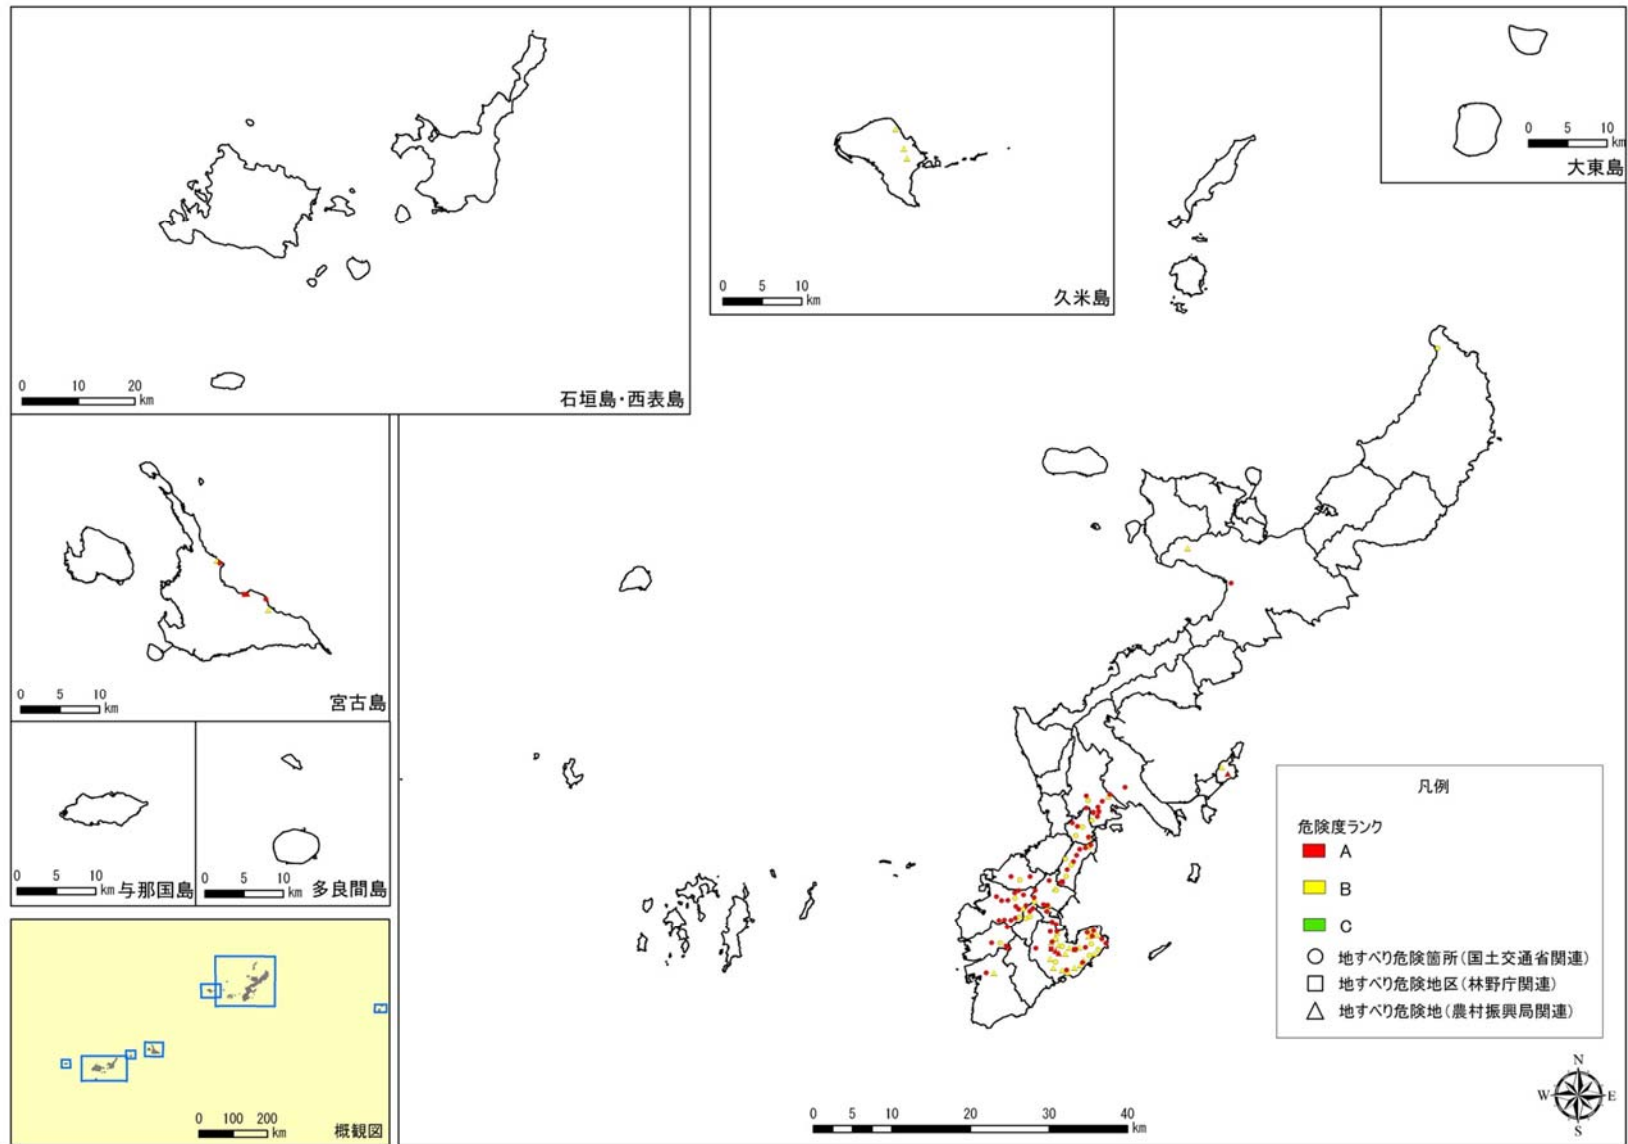 0 10 20
km
石垣島・西表島
0 5 10
km
久米島
0 5 10
km
大東島
0 5 10
km
宮古島
0 5 10
km
与那国島
0 5 10
km
多良間島
0 100 200
km
概観図
凡例
危険度ランク
A
B
C
地すべり危険箇所(国土交通省関連)
地すべり危険地区(林野庁関連)
地すべり危険地(農村振興局関連)
N
W E
S
0 5 10 20 30 40
km